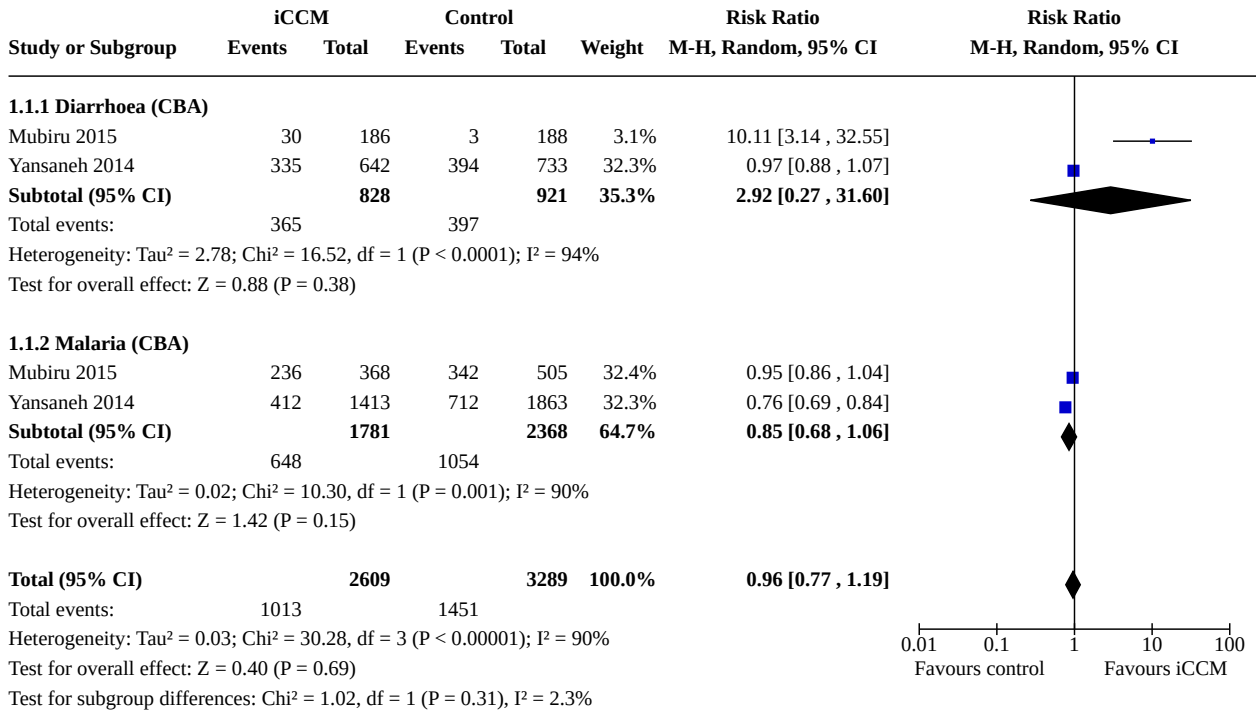 iCCM Control Risk Ratio Risk Ratio
Study or Subgroup Events Total Events Total Weight M-H, Random, 95% CI M-H, Random, 95% CI
1.1.1 Diarrhoea (CBA)
Mubiru 2015 30 186 3 188 3.1% 10.11 [3.14 , 32.55]
Yansaneh 2014 335 642 394 733 32.3% 0.97 [0.88 , 1.07]
Subtotal (95% CI) 828 921 35.3% 2.92 [0.27 , 31.60]
Total events: 365 397
Heterogeneity: Tau² = 2.78; Chi² = 16.52, df = 1 (P < 0.0001); I² = 94%
Test for overall effect: Z = 0.88 (P = 0.38)
1.1.2 Malaria (CBA)
Mubiru 2015 236 368 342 505 32.4% 0.95 [0.86 , 1.04]
Yansaneh 2014 412 1413 712 1863 32.3% 0.76 [0.69 , 0.84]
Subtotal (95% CI) 1781 2368 64.7% 0.85 [0.68 , 1.06]
Total events: 648 1054
Heterogeneity: Tau² = 0.02; Chi² = 10.30, df = 1 (P = 0.001); I² = 90%
Test for overall effect: Z = 1.42 (P = 0.15)
Total (95% CI) 2609 3289 100.0% 0.96 [0.77 , 1.19]
Total events: 1013 1451
Heterogeneity: Tau² = 0.03; Chi² = 30.28, df = 3 (P < 0.00001); I² = 90%
Test for overall effect: Z = 0.40 (P = 0.69)
Test for subgroup differences: Chi² = 1.02, df = 1 (P = 0.31), I² = 2.3%
0.01 0.1 1 10 100
Favours control Favours iCCM